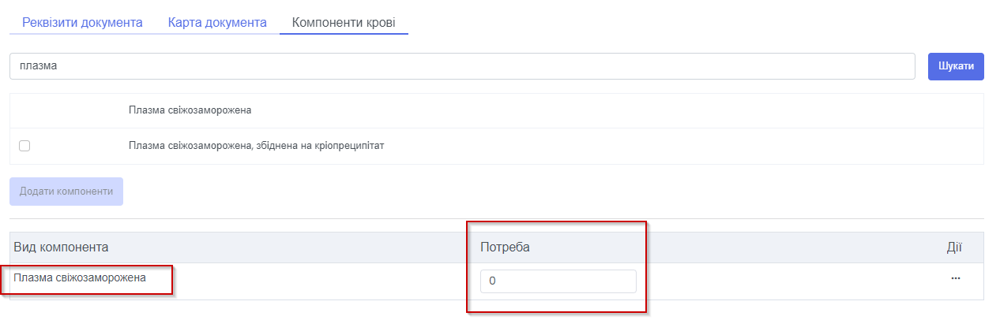 Реквізити документа Карта документа Компоненти крові
плазма Шукати
Плазма свіжозаморожена
Плазма свіжозаморожена, збіднена на кріопреципітат
Додати компоненти
Вид компонента Потреба Дії
Плазма свіжозаморожена 0 ···